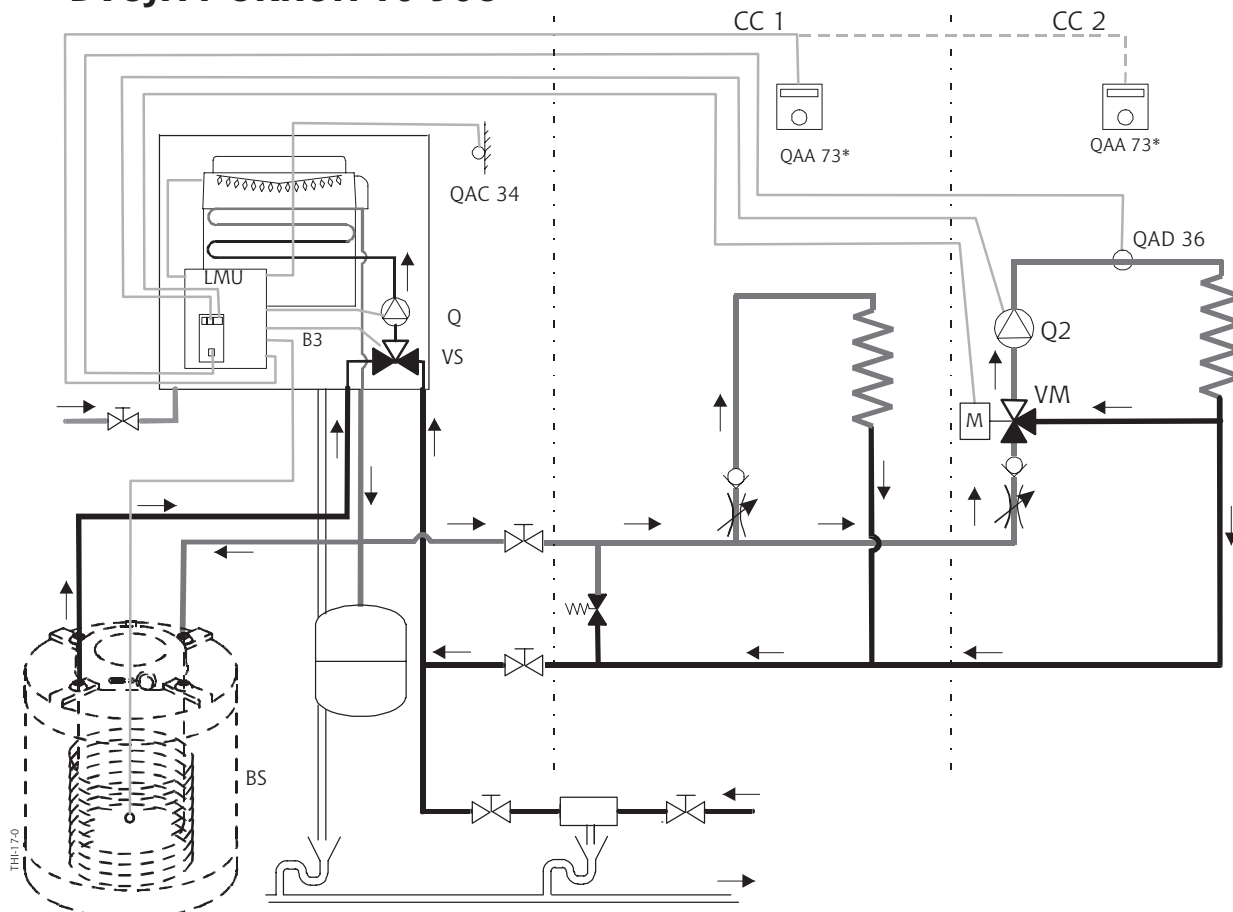 CC 1
CC 2
QAA 73*
QAA 73*
QAC 34
QAD 36
LMU
Q
B3
VS
Q2
VM
M
BS
THI-17-0